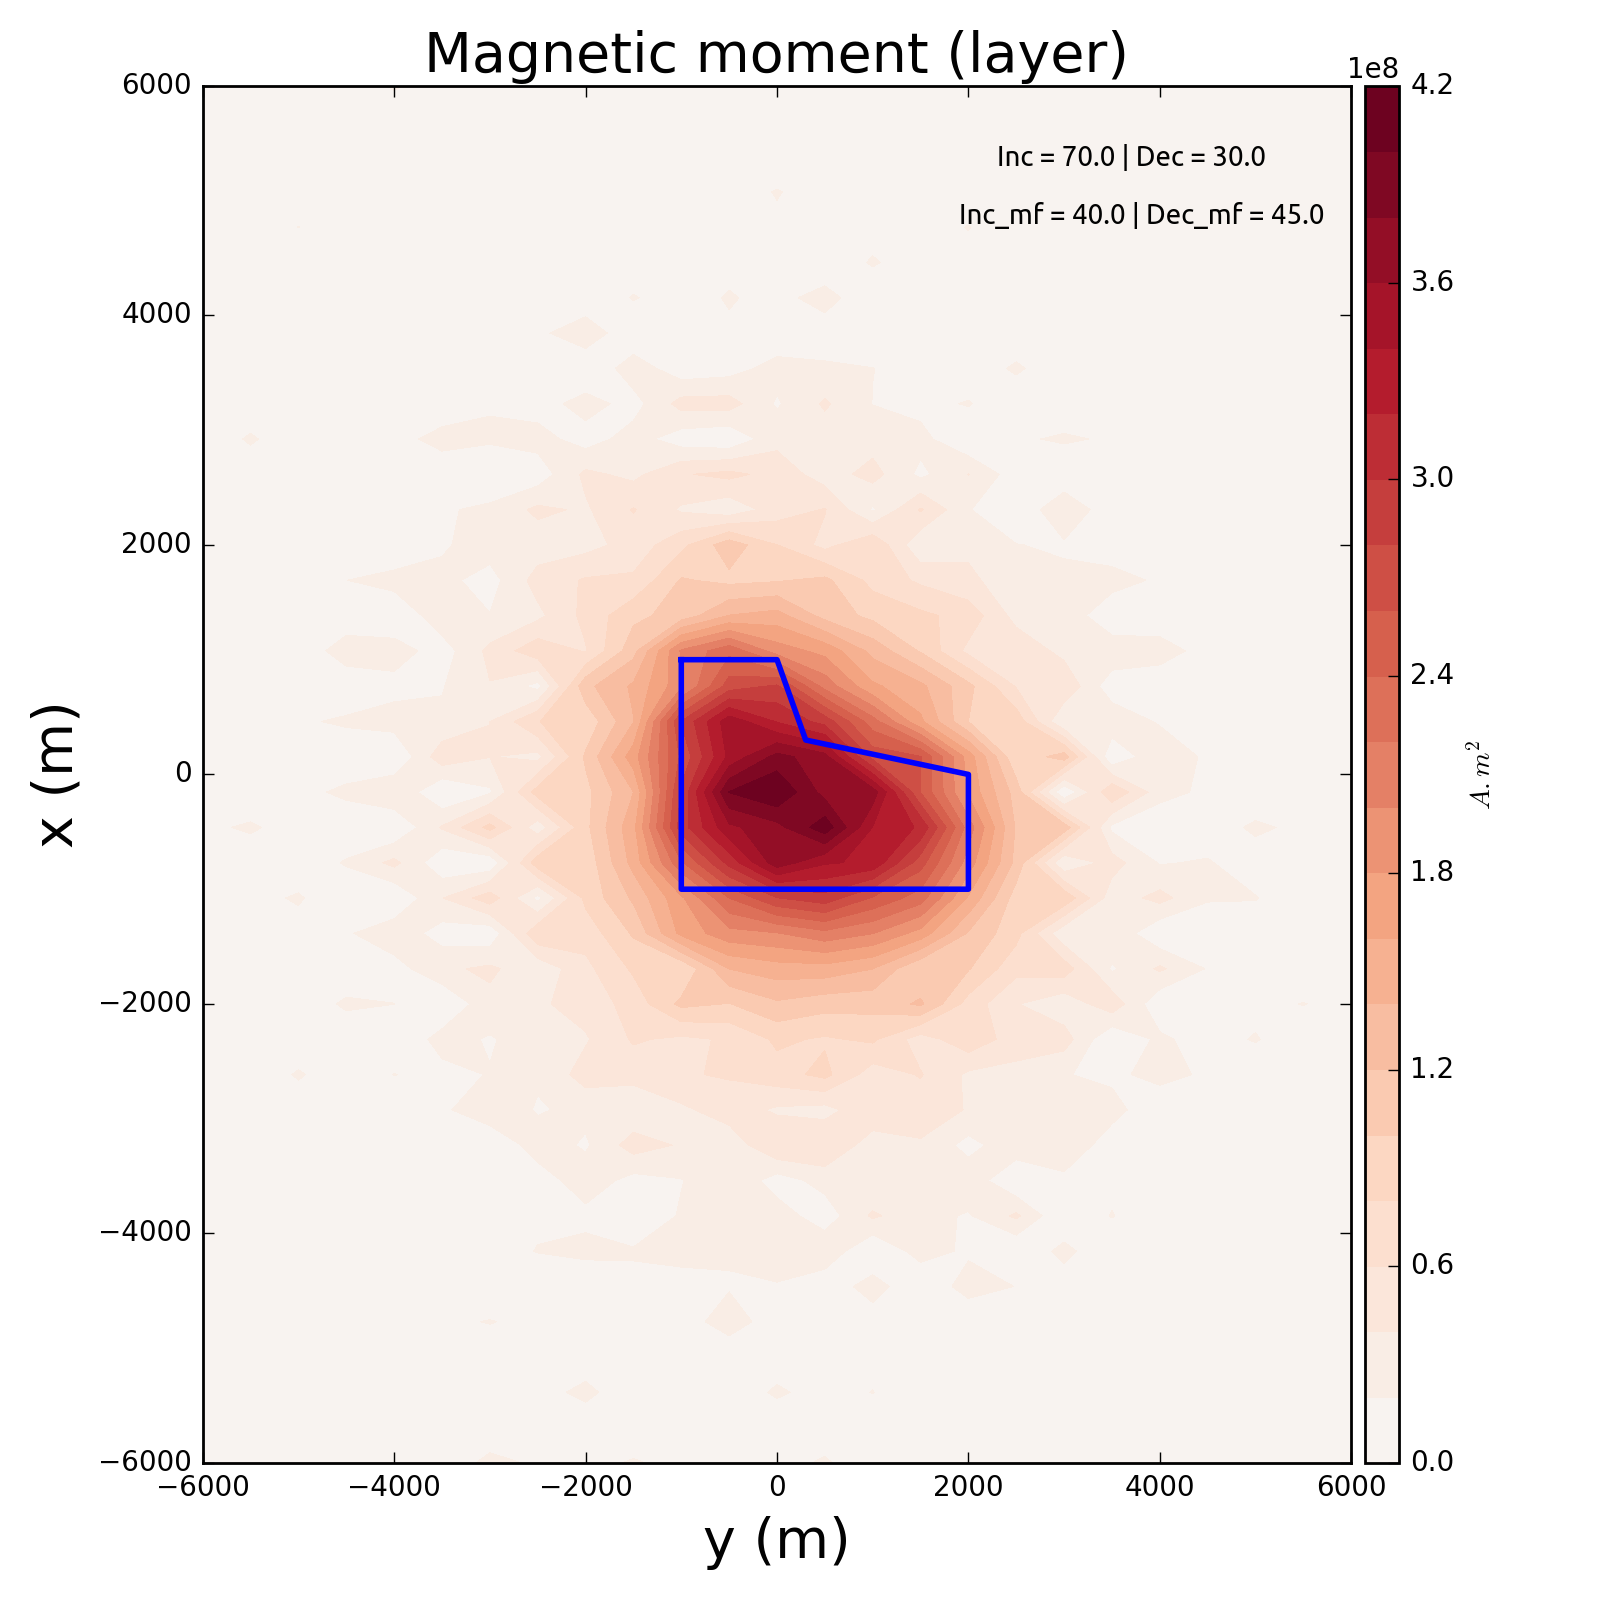 Magnetic moment (layer)
1e8
Inc = 70.0 | Dec = 30.0
Inc_mf = 40.0 | Dec_mf = 45.0
6000
4000
2000
0
−2000
−4000
−6000
x (m)
−6000 −4000 −2000 0 2000 4000 6000
y (m)
4.2
3.6
3.0
2.4
1.8
1.2
0.6
0.0
A.m²